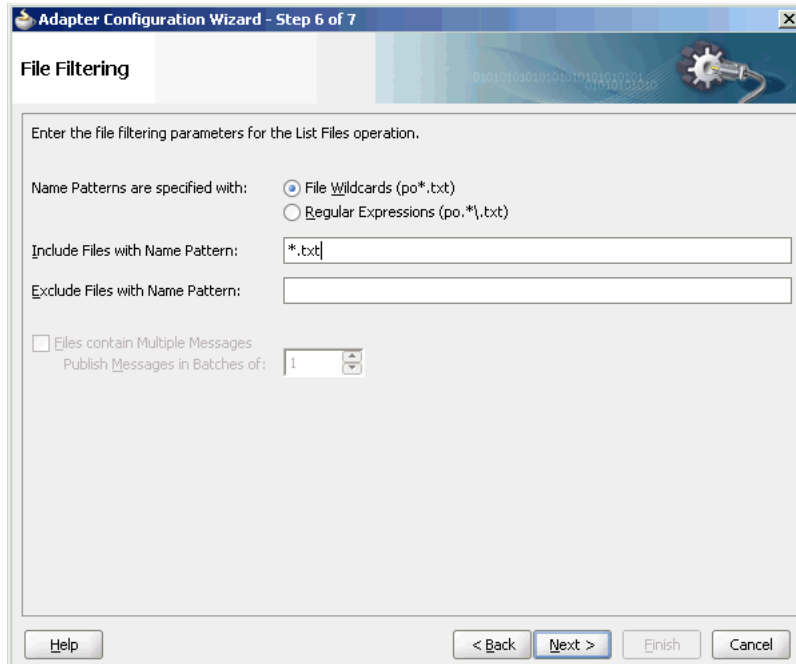 Adapter Configuration Wizard - Step 6 of 7
File Filtering
0101010101010101010101010101
01010101010
Enter the file filtering parameters for the List Files operation.
Name Patterns are specified with: File Wildcards (po*.txt)
Regular Expressions (po.*\.txt)
Include Files with Name Pattern: *.txt
Exclude Files with Name Pattern:
Files contain Multiple Messages
Publish Messages in Batches of: 1
Help < Back Next > Finish Cancel